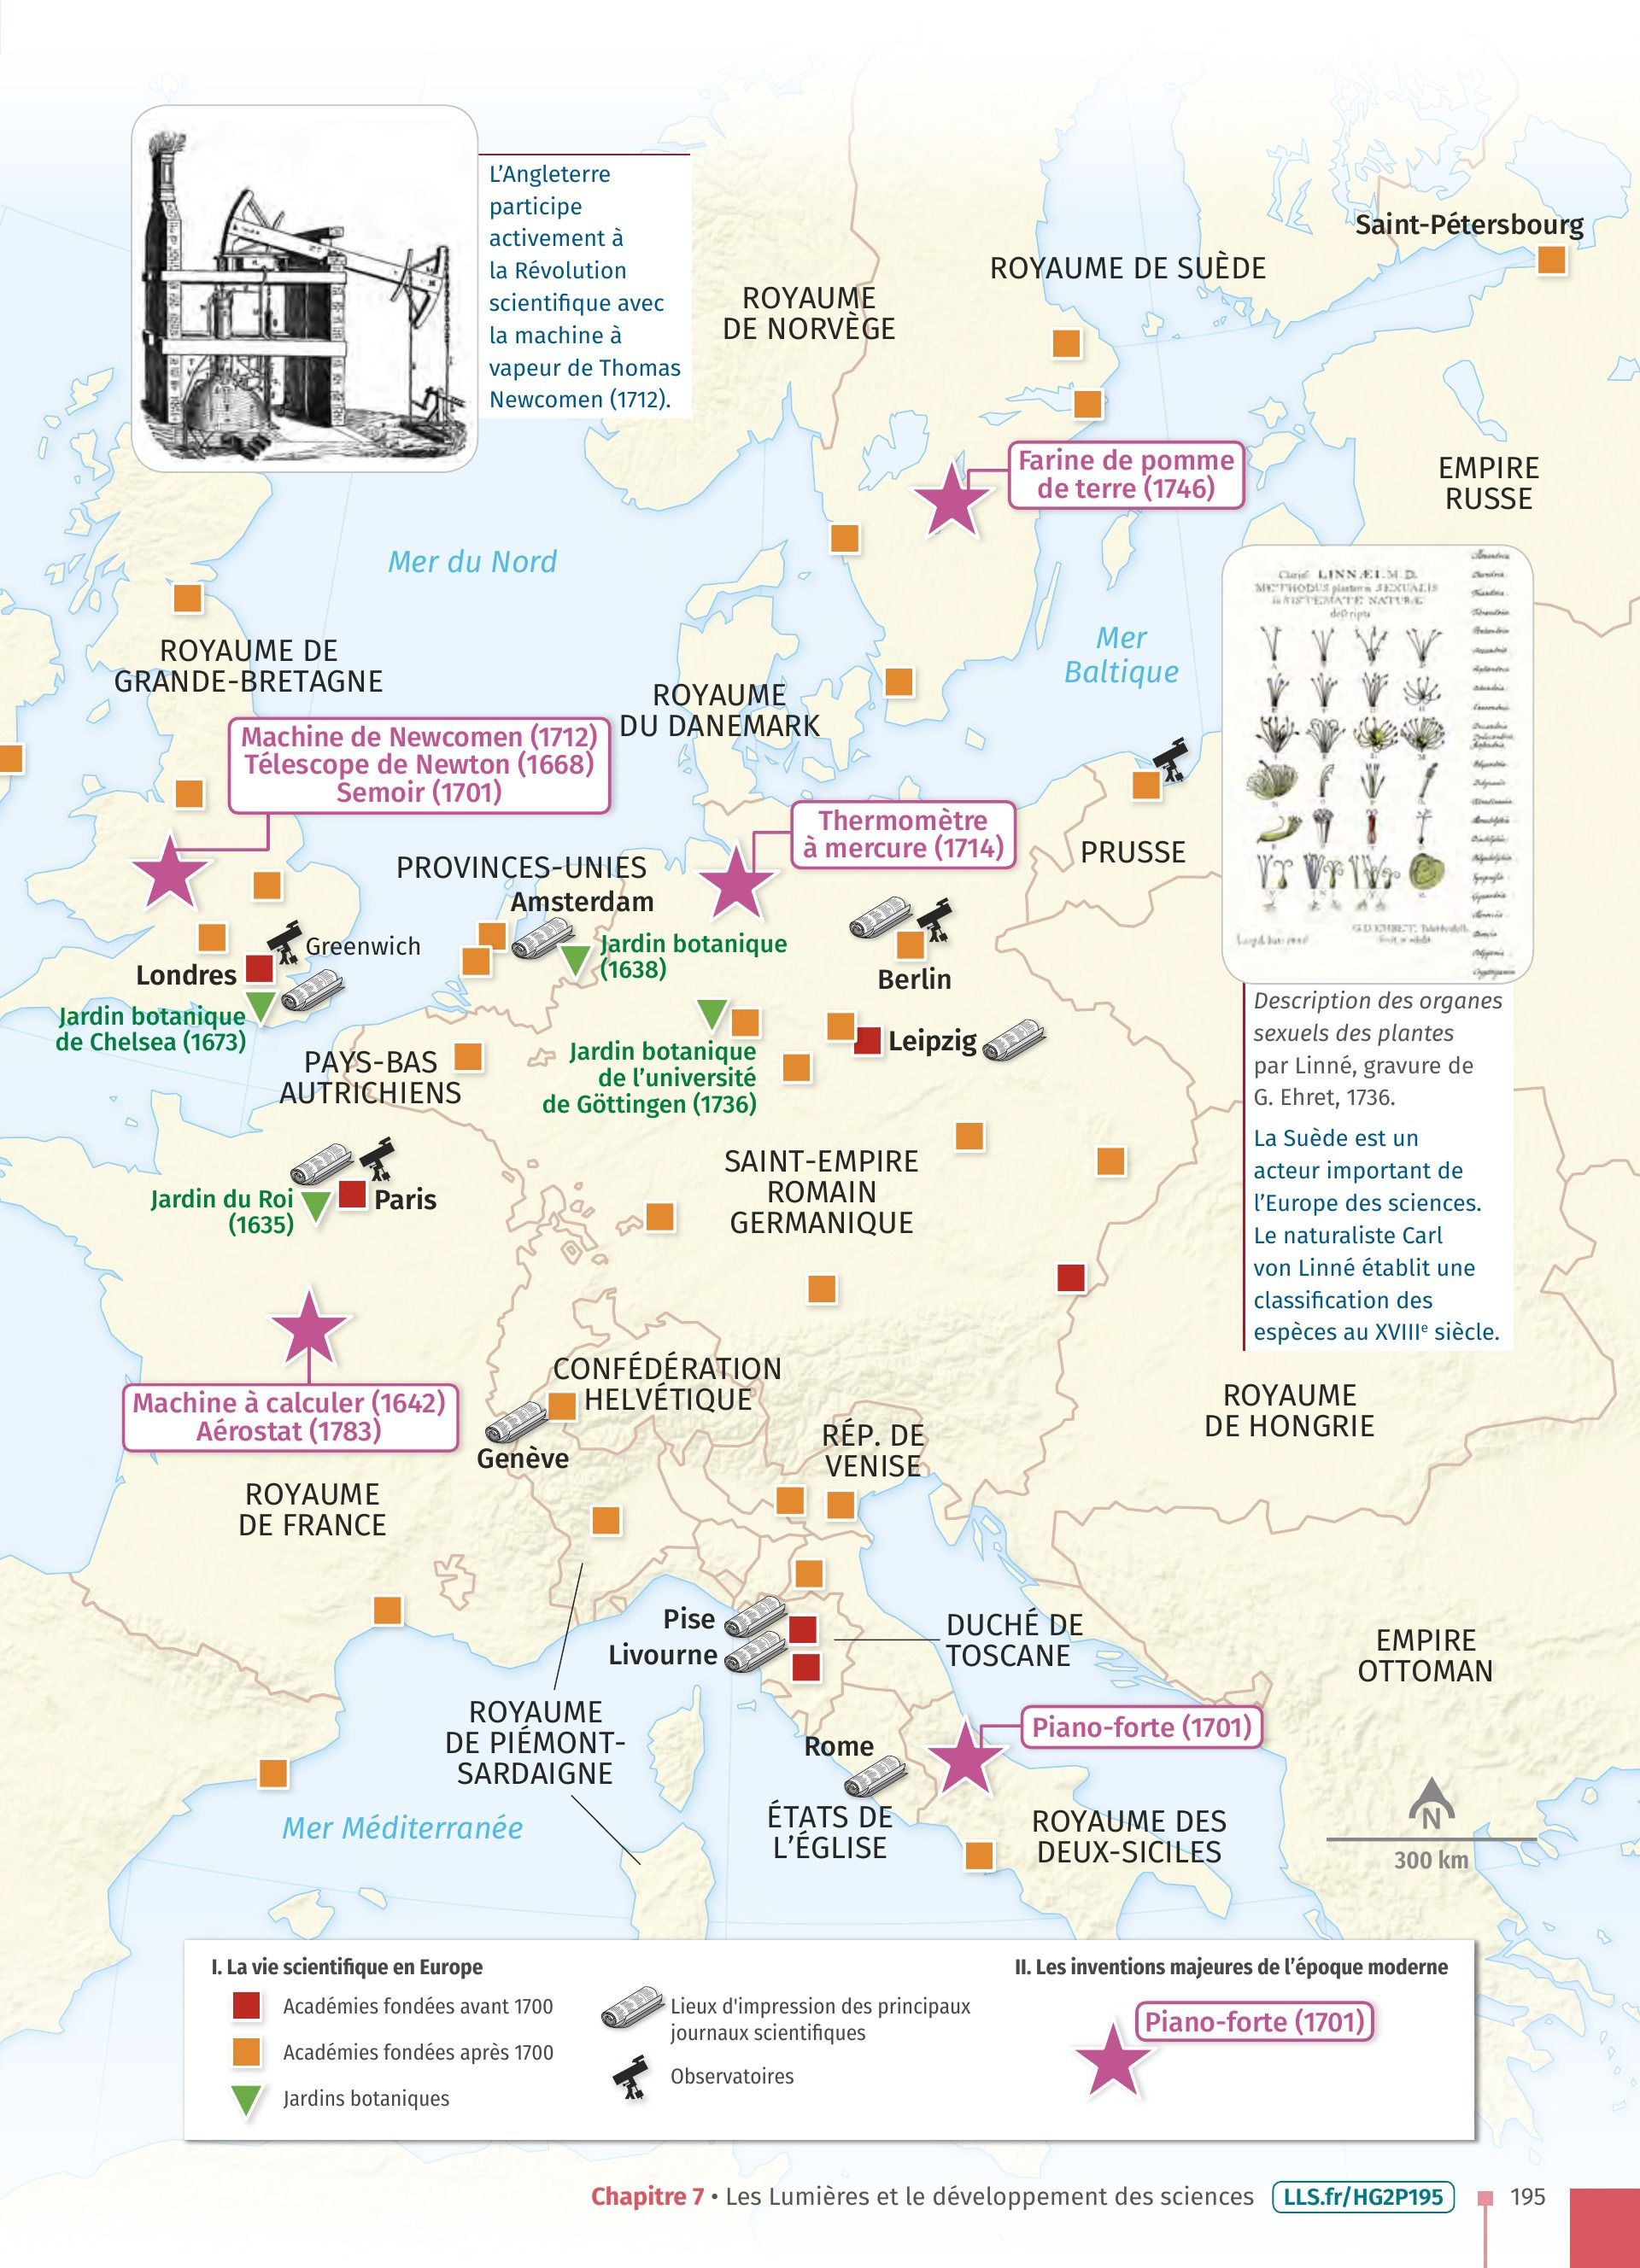 L'Angleterre
participe
activement à
la Révolution
scientifique avec
la machine à
vapeur de Thomas
Newcomen (1712).
Saint-Pétersbourg
ROYAUME DE SUÈDE
ROYAUME
DE NORVÈGE
Farine de pomme
de terre (1746)
EMPIRE
RUSSE
Mer du Nord
Mer
Baltique
ROYAUME DE
GRANDE-BRETAGNE
ROYAUME
DU DANEMARK
LINNÆI. M. D.
METHODUS plantarum SEXUALIS
in SISTEMATE NATURÆ
descripta
Machine de Newcomen (1712)
Télescope de Newton (1668)
Semoir (1701)
Thermomètre
à mercure (1714)
PRUSSE
PROVINCES-UNIES
Amsterdam
Jardin botanique
(1638)
Greenwich
Londres
Jardin botanique
de Chelsea (1673)
Berlin
Leipzig
Jardin botanique
de l'université
de Göttingen (1736)
PAYS-BAS
AUTRICHIENS
Description des organes
sexuels des plantes
par Linné, gravure de
G. Ehret, 1736.
La Suède est un
acteur important de
l'Europe des sciences.
Le naturaliste Carl
von Linné établit une
classification des
espèces au XVIIIe siècle.
Jardin du Roi
(1635)
Paris
SAINT-EMPIRE
ROMAIN
GERMANIQUE
Machine à calculer (1642)
Aérostat (1783)
CONFÉDÉRATION
HELVÉTIQUE
Genève
ROYAUME
DE HONGRIE
RÉP. DE
VENISE
ROYAUME
DE FRANCE
Pise
Livourne
DUCHÉ DE
TOSCANE
EMPIRE
OTTOMAN
ROYAUME
DE PIÉMONT-
SARDAIGNE
Piano-forte (1701)
Rome
ÉTATS DE
L'ÉGLISE
ROYAUME DES
DEUX-SICILES
Mer Méditerranée
N
300 km
I. La vie scientifique en Europe
Académies fondées avant 1700
Académies fondées après 1700
Jardins botaniques
Lieux d'impression des principaux
journaux scientifiques
Observatoires
II. Les inventions majeures de l'époque moderne
Piano-forte (1701)
Chapitre 7 • Les Lumières et le développement des sciences LLS.fr/HG2P195 195